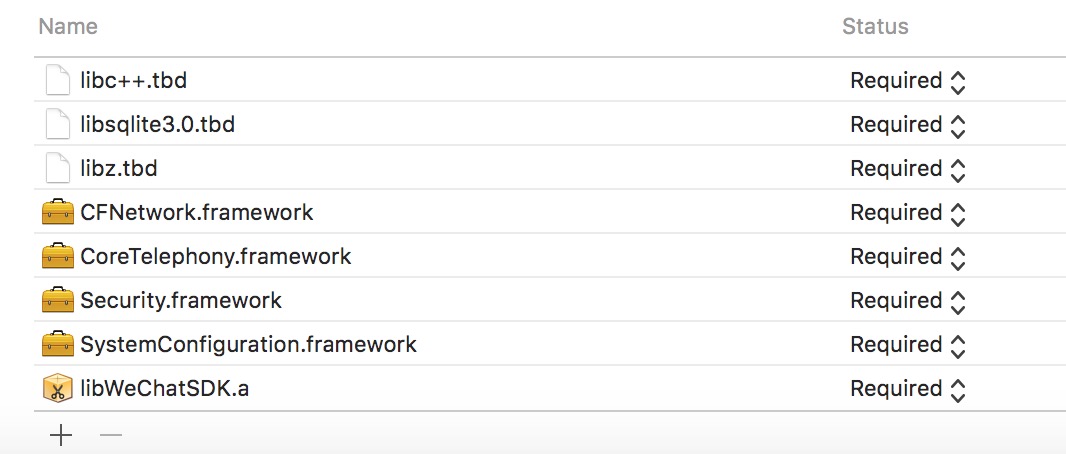 Name Status
libc++.tbd Required
libsqlite3.0.tbd Required
libz.tbd Required
CFNetwork.framework Required
CoreTelephony.framework Required
Security.framework Required
SystemConfiguration.framework Required
libWeChatSDK.a Required